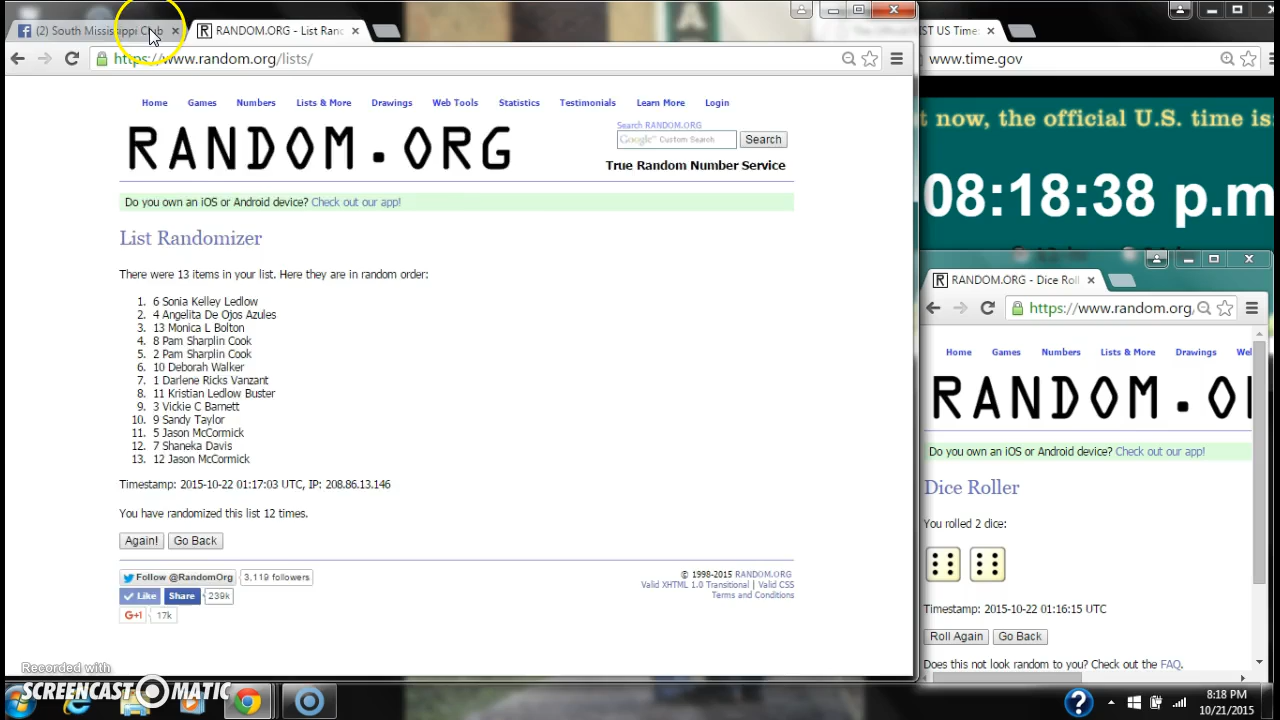 (2) South Mississippi Club
RANDOM.ORG - List Ran
https://www.random.org/lists/
Home Games Numbers Lists & More Drawings Web Tools Statistics Testimonials Learn More Login
RANDOM.ORG
Search RANDOM.ORG
Google™ Custom Search
Search
True Random Number Service
Do you own an iOS or Android device? Check out our app!
List Randomizer
There were 13 items in your list. Here they are in random order:
1. 6 Sonia Kelley Ledlow
2. 4 Angelita De Ojos Azules
3. 13 Monica L Bolton
4. 8 Pam Sharplin Cook
5. 2 Pam Sharplin Cook
6. 10 Deborah Walker
7. 1 Darlene Ricks Vanzant
8. 11 Kristian Ledlow Buster
9. 3 Vickie C Barnett
10. 9 Sandy Taylor
11. 5 Jason McCormick
12. 7 Shaneka Davis
13. 12 Jason McCormick
Timestamp: 2015-10-22 01:17:03 UTC, IP: 208.86.13.146
You have randomized this list 12 times.
Again! Go Back
Follow @RandomOrg 3,119 followers
Like Share 239k
G+1 17k
© 1998-2015 RANDOM.ORG
Valid XHTML 1.0 Transitional | Valid CSS
Terms and Conditions
IST US Time
www.time.gov
t now, the official U.S. time is:
08:18:38 p.m
RANDOM.ORG - Dice Roll
https://www.random.org
Home Games Numbers Lists & More Drawings Wel
RANDOM.O
Do you own an iOS or Android device? Check out our app!
Dice Roller
You rolled 2 dice:
Timestamp: 2015-10-22 01:16:15 UTC
Roll Again Go Back
Does this not look random to you? Check out the FAQ.
Recorded with
SCREENCAST-O-MATIC
8:18 PM
10/21/2015